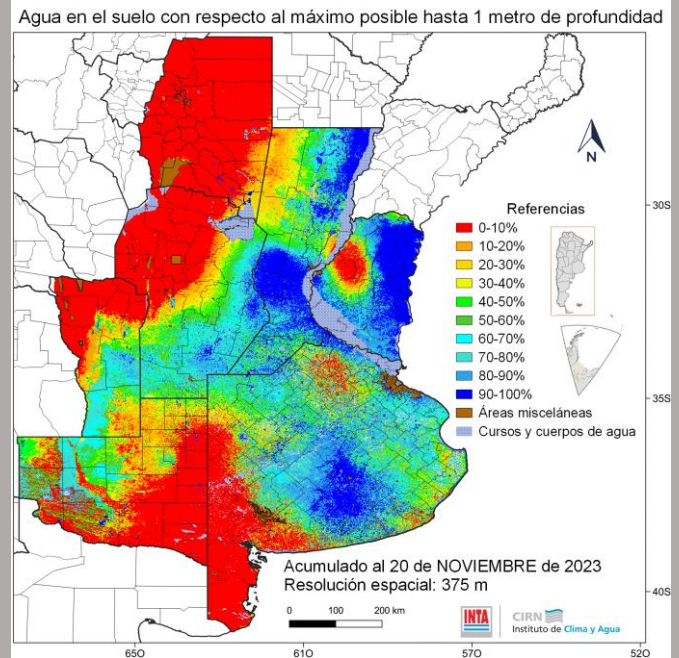 Agua en el suelo con respecto al máximo posible hasta 1 metro de profundidad
N
30S
Referencias
0-10%
10-20%
20-30%
30-40%
40-50%
50-60%
60-70%
70-80%
80-90%
90-100%
Áreas misceláneas
Cursos y cuerpos de agua
35S
Acumulado al 20 de NOVIEMBRE de 2023
Resolución espacial: 375 m
0 100 200 km
INTA
CIRN
Instituto de Clima y Agua
40S
65O 61O 57O 52O